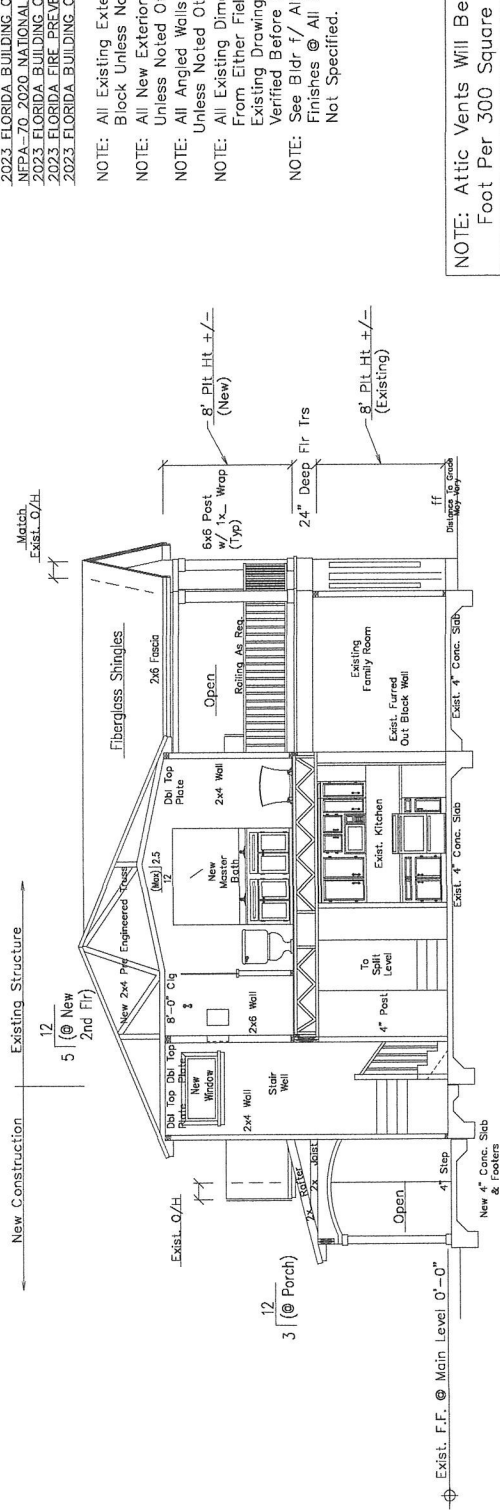 2023 FLORIDA BUILDING C
NFPA-70 2020 NATIONAL
2023 FLORIDA BUILDING C
2023 FLORIDA FIRE PREVE
2023 FLORIDA BUILDING C
NOTE: All Existing Exte
Block Unless No
NOTE: All New Exterior
Unless Noted Ot
NOTE: All Angled Walls
Unless Noted Ot
NOTE: All Existing Dim
From Either Fiel
Existing Drawing
Verified Before
NOTE: See Bldr f/ Al
Finishes @ All
Not Specified.
NOTE: Attic Vents Will Be
Foot Per 300 Square
New Construction
Existing Structure
12
5 (@ New
2nd Flr)
Match
Exist. O/H
Fiberglass Shingles
2x6 Fascia
New 2x4 Pre Engineered Truss
(Max) 2.5
12
8'-0" Clg
Dbl Top
Plate
Dbl Top
Plate
Dbl Top
Plate
New
Window
2x4 Wall
Stair
Well
2x6 Wall
New
Master
Bath
2x4 Wall
Open
Railing As Req.
6x6 Post
w/ 1x_ Wrap
(Typ)
8' Plt Ht +/-
(New)
24" Deep Flr Trs
8' Plt Ht +/-
(Existing)
ff
Distance To Grade
May Vary
Exist. O/H
12
3 (@ Porch)
2x Rafter
2x Joist
Open
4" Step
4" Post
To
Split
Level
Exist. Kitchen
Existing
Family Room
Exist. Furred
Out Block Wall
Exist. 4" Conc. Slab
Exist. 4" Conc. Slab
New 4" Conc. Slab
& Footers
Exist. F.F. @ Main Level 0'-0"